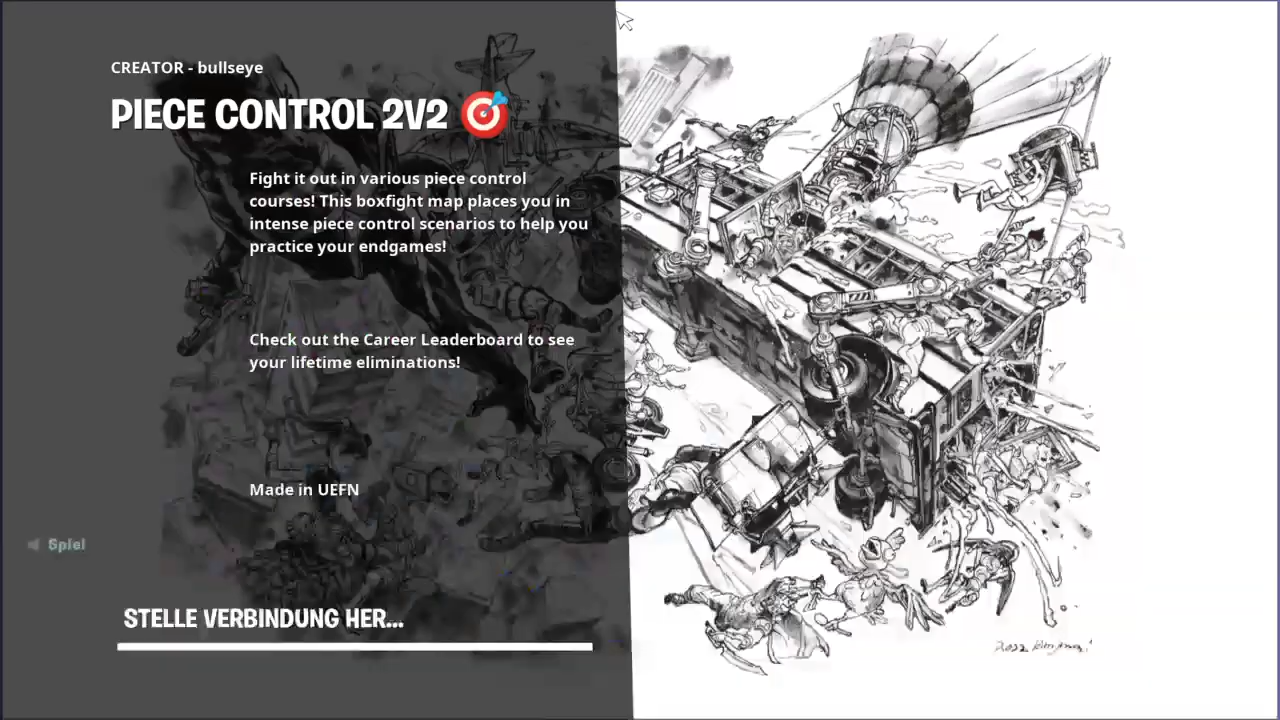 CREATOR - bullseye
PIECE CONTROL 2V2
Fight it out in various piece control
courses! This boxfight map places you in
intense piece control scenarios to help you
practice your endgames!
Check out the Career Leaderboard to see
your lifetime eliminations!
Made in UEFN
Spiel
STELLE VERBINDUNG HER...
2022